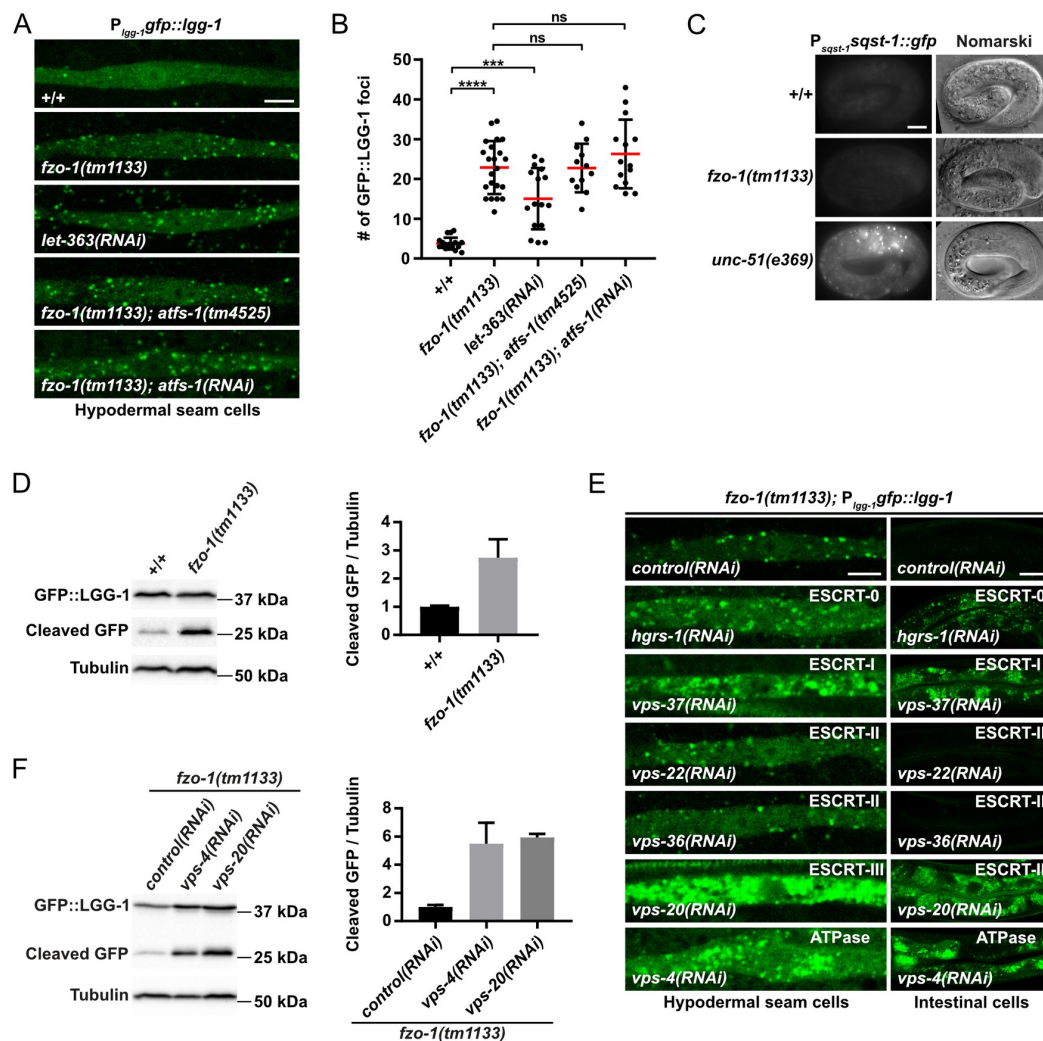 A
P lgg-1 gfp::lgg-1
+/+
fzo-1(tm1133)
let-363(RNAi)
fzo-1(tm1133); atfs-1(tm4525)
fzo-1(tm1133); atfs-1(RNAi)
Hypodermal seam cells
B
ns
ns
***
****
# of GFP::LGG-1 foci
50
40
30
20
10
0
+/+
fzo-1(tm1133)
let-363(RNAi)
fzo-1(tm1133); atfs-1(tm4525)
fzo-1(tm1133); atfs-1(RNAi)
C
P sqst-1 sqst-1::gfp
Nomarski
+/+
fzo-1(tm1133)
unc-51(e369)
D
+/+
fzo-1(tm1133)
GFP::LGG-1
37 kDa
Cleaved GFP
25 kDa
Tubulin
50 kDa
Cleaved GFP / Tubulin
4
3
2
1
0
+/+
fzo-1(tm1133)
E
fzo-1(tm1133); P lgg-1 gfp::lgg-1
control(RNAi)
control(RNAi)
ESCRT-0
hgrs-1(RNAi)
ESCRT-0
hgrs-1(RNAi)
ESCRT-I
vps-37(RNAi)
ESCRT-I
vps-37(RNAi)
ESCRT-II
vps-22(RNAi)
ESCRT-II
vps-22(RNAi)
ESCRT-II
vps-36(RNAi)
ESCRT-II
vps-36(RNAi)
ESCRT-III
vps-20(RNAi)
ESCRT-III
vps-20(RNAi)
ATPase
vps-4(RNAi)
ATPase
vps-4(RNAi)
Hypodermal seam cells
Intestinal cells
F
fzo-1(tm1133)
control(RNAi)
vps-4(RNAi)
vps-20(RNAi)
GFP::LGG-1
37 kDa
Cleaved GFP
25 kDa
Tubulin
50 kDa
Cleaved GFP / Tubulin
8
6
4
2
0
control(RNAi)
vps-4(RNAi)
vps-20(RNAi)
fzo-1(tm1133)